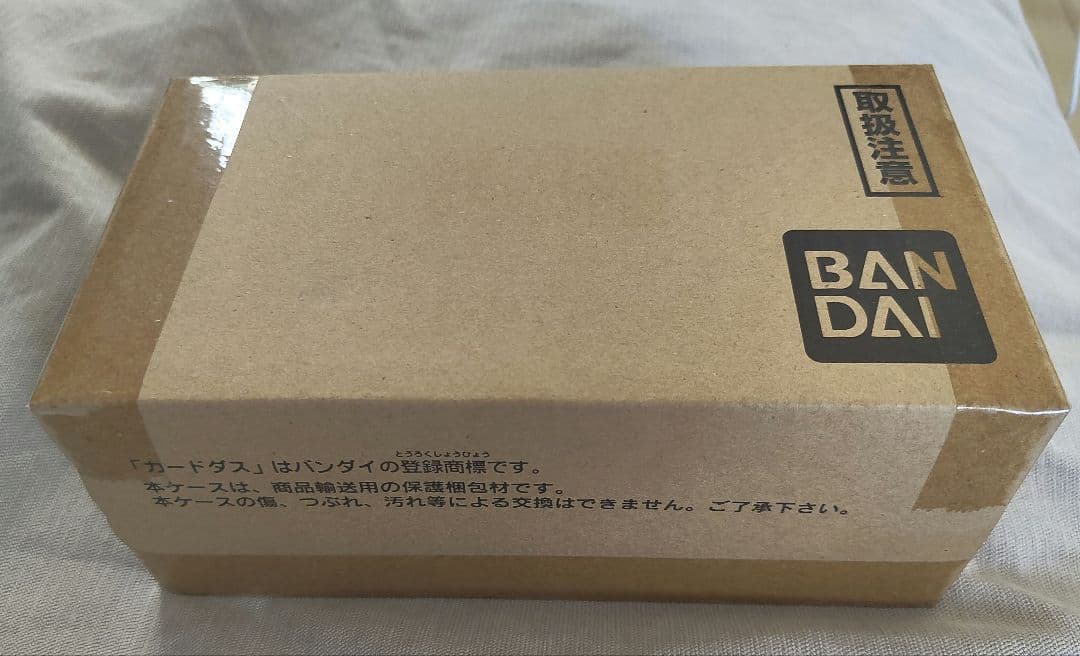 取扱注意
BAN
DAI
とうろくしょうひょう
「カードダス」はバンダイの登録商標です。
本ケースは、商品輸送用の保護梱包材です。
本ケースの傷、つぶれ、汚れ等による交換はできません。ご了承下さい。